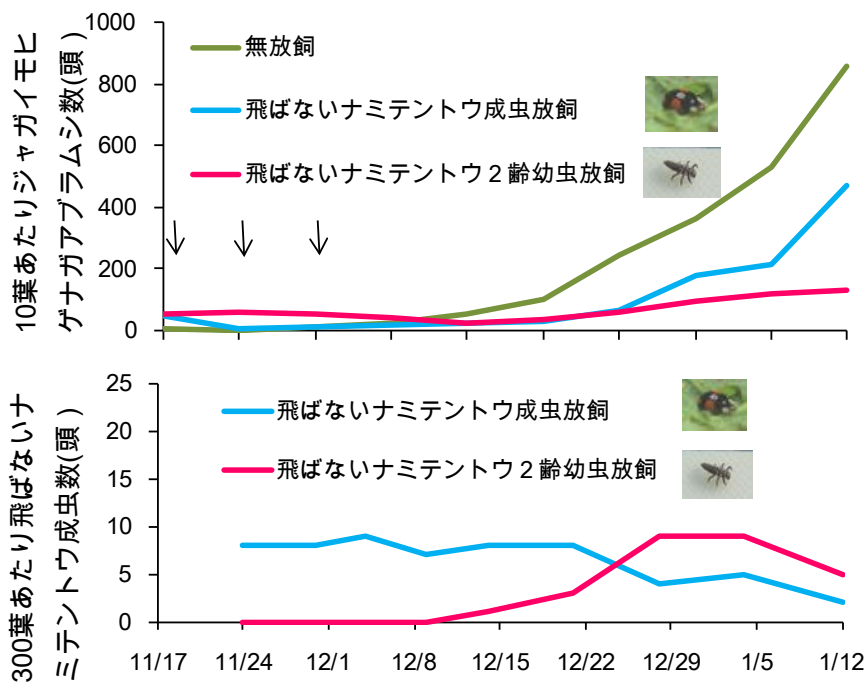 10葉あたりジャガイモヒ
ゲナガアブラムシ数(頭)
1000
800
600
400
200
0
無放飼
飛ばないナミテントウ成虫放飼
飛ばないナミテントウ２齢幼虫放飼
300葉あたり飛ばないナ
ミテントウ成虫数(頭)
25
20
15
10
5
0
飛ばないナミテントウ成虫放飼
飛ばないナミテントウ２齢幼虫放飼
11/17 11/24 12/1 12/8 12/15 12/22 12/29 1/5 1/12